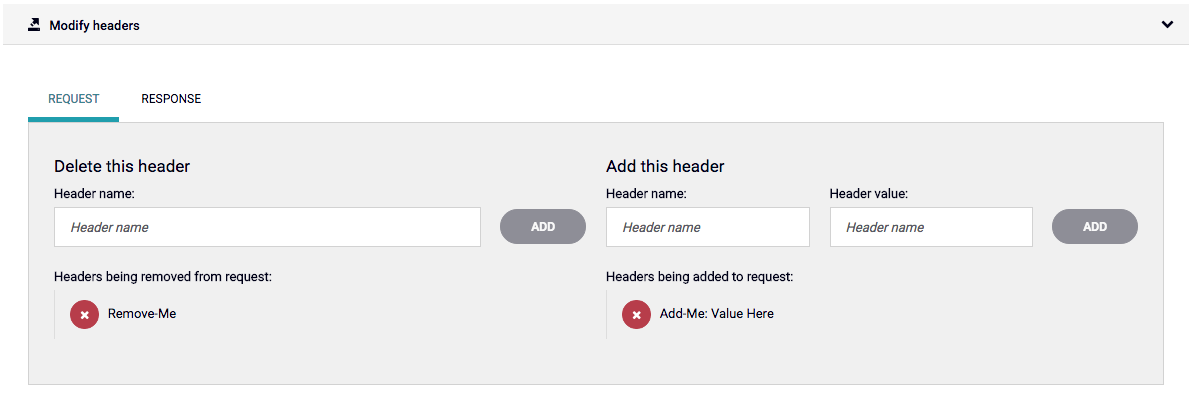 Modify headers
REQUEST
RESPONSE
Delete this header
Header name:
Header name
ADD
Headers being removed from request:
Remove-Me
Add this header
Header name:
Header value:
Header name
Header name
ADD
Headers being added to request:
Add-Me: Value Here